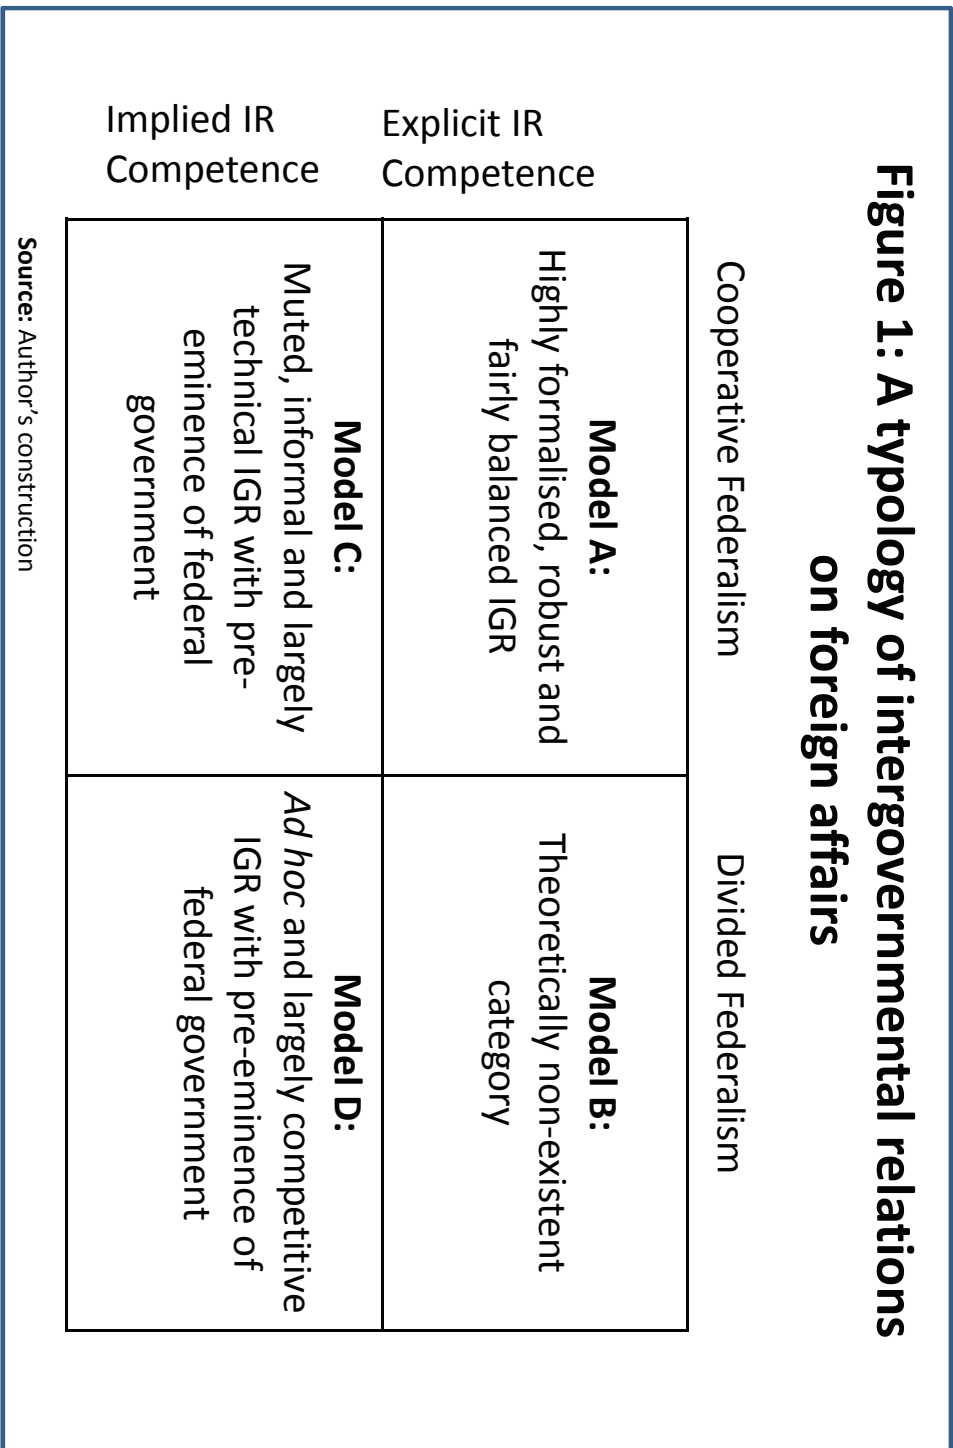 Figure 1: A typology of intergovernmental relations
on foreign affairs
Cooperative Federalism
Divided Federalism
Explicit IR
Competence
Model A:
Highly formalised, robust and
fairly balanced IGR
Model B:
Theoretically non-existent
category
Implied IR
Competence
Model C:
Muted, informal and largely
technical IGR with pre-
eminence of federal
government
Model D:
Ad hoc and largely competitive
IGR with pre-eminence of
federal government
Source: Author’s construction